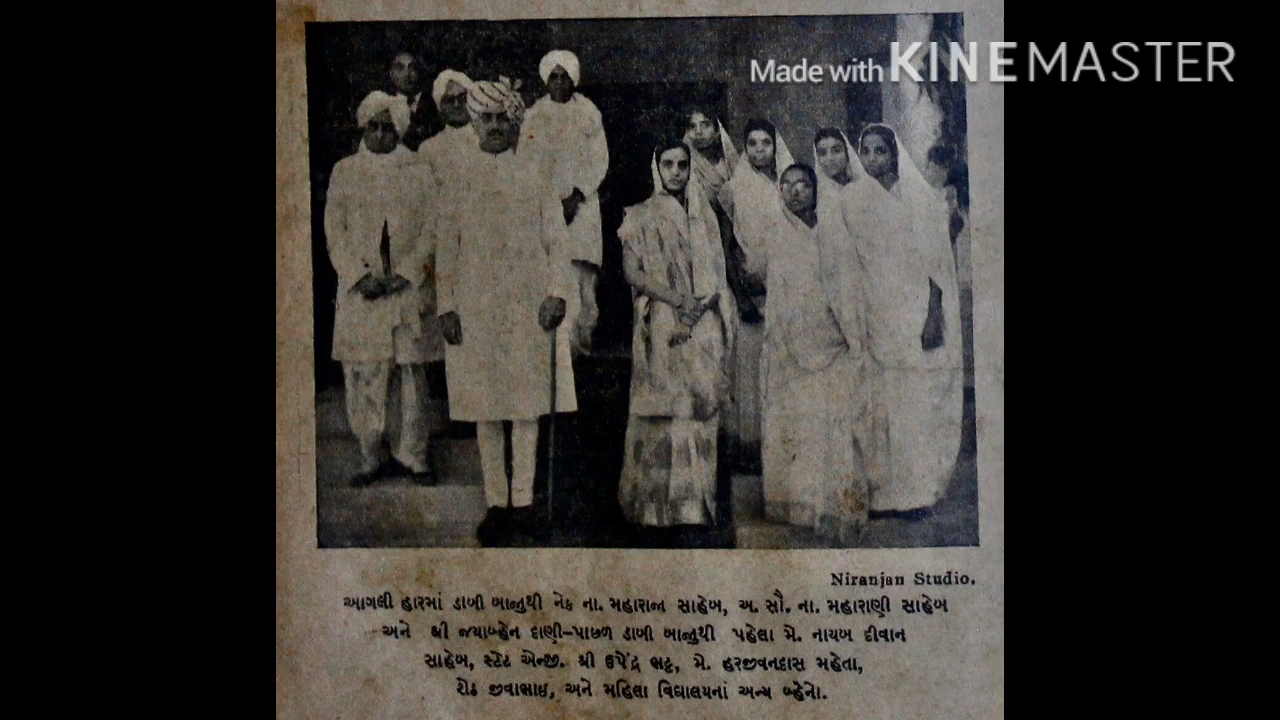 Made with KINEMASTER
Niranjan Studio.
આગલી હારમાં ડાબી બાજુથી નેક ના. મહારાજા સાહેબ, અ. સૌ. ના. મહારાણી સાહેબ
અને શ્રી જયાબ્હેન દાણી-પાછળ ડાબી બાજુથી પહેલા મે. નાયબ દીવાન
સાહેબ, સ્ટેટ એન્જી. શ્રી ઉપેંદ્ર ભટ્ટ, મે. હરજીવનદાસ મહેતા,
શેઠ જીવાભાઇ, અને મહિલા વિદ્યાલયનાં અન્ય બ્હેનો.